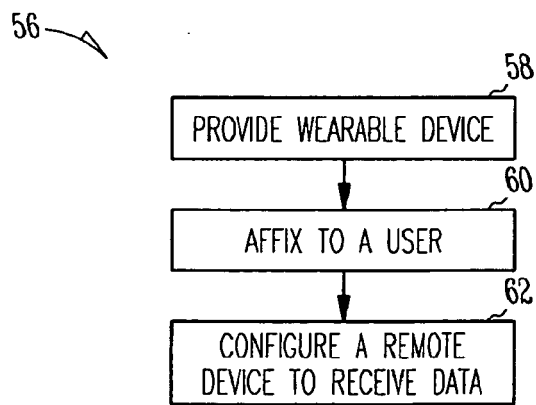 56
58
PROVIDE WEARABLE DEVICE
60
AFFIX TO A USER
62
CONFIGURE A REMOTE
DEVICE TO RECEIVE DATA